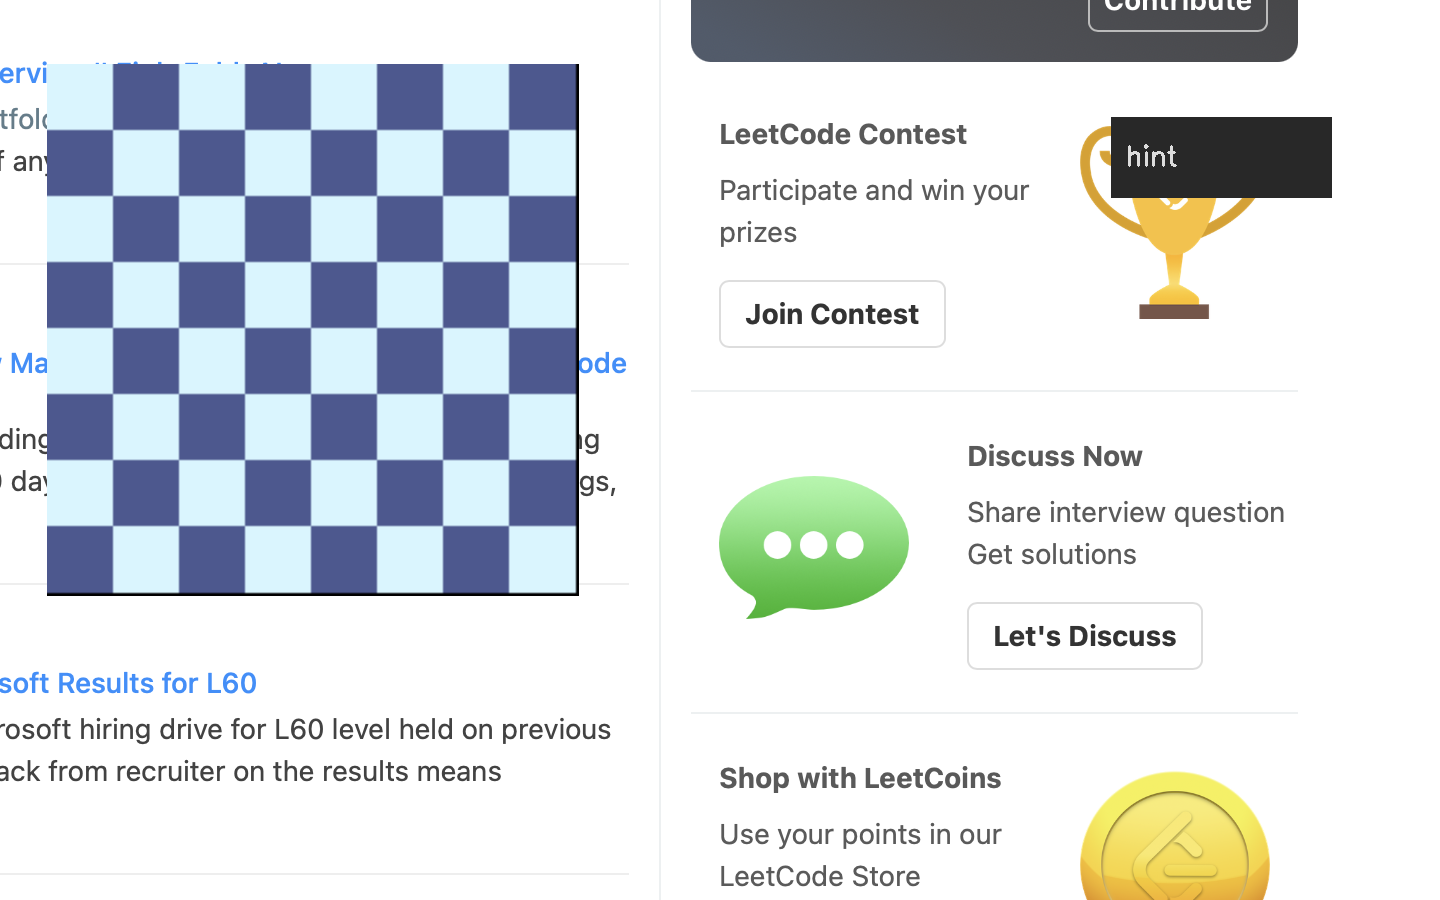 tfol
f any
Ma
ode
ding
ng
day
gs,
soft Results for L60
rosoft hiring drive for L60 level held on previous
ack from recruiter on the results means
Contribute
LeetCode Contest
Participate and win your
prizes
Join Contest
hint
Discuss Now
Share interview question
Get solutions
Let's Discuss
Shop with LeetCoins
Use your points in our
LeetCode Store